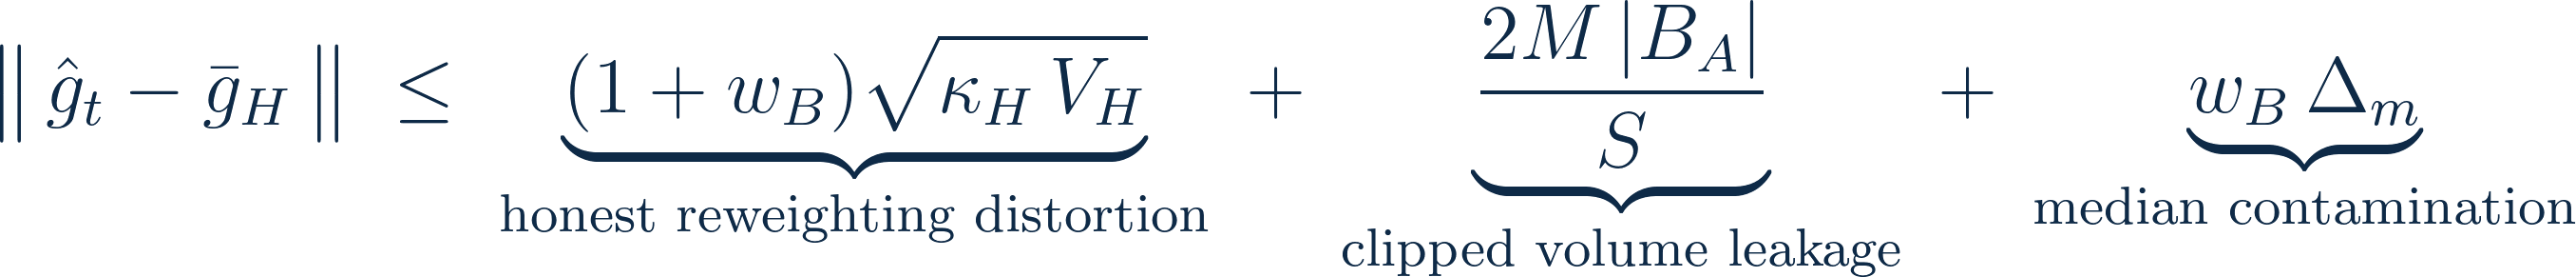 ‖ ĝ_t − ḡ_H ‖ ≤ (1 + w_B)√(κ_H V_H) + 2M |B_A| / S + w_B Δ_m
honest reweighting distortion
clipped volume leakage
median contamination